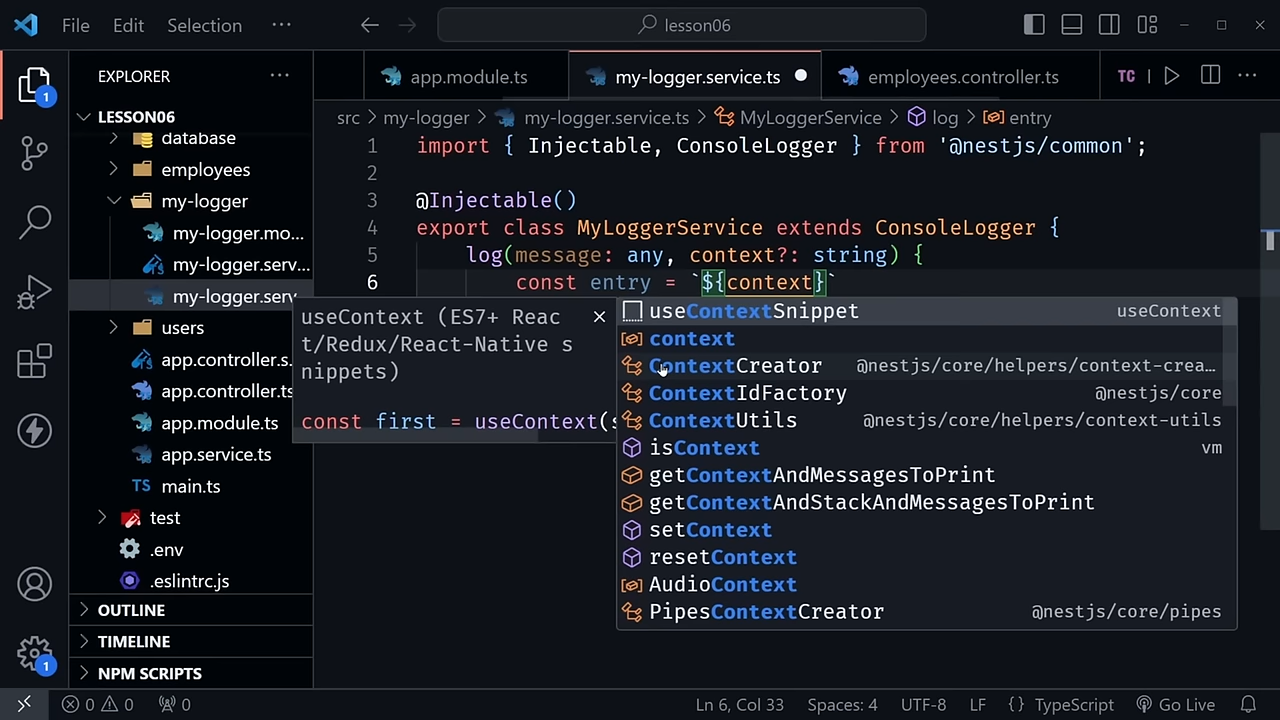 File Edit Selection ··· lesson06
EXPLORER ···
LESSON06
database
employees
my-logger
my-logger.mo...
my-logger.serv...
my-logger.serv
users
app.controller.s.
app.controller.ts
app.module.ts
app.service.ts
TS main.ts
test
.env
.eslintrc.js
OUTLINE
TIMELINE
NPM SCRIPTS
1
1
app.module.ts my-logger.service.ts employees.controller.ts TC
src > my-logger > my-logger.service.ts > MyLoggerService > log > entry
1 import { Injectable, ConsoleLogger } from '@nestjs/common';
2
3 @Injectable()
4 export class MyLoggerService extends ConsoleLogger {
5 log(message: any, context?: string) {
6 const entry = `${context}`
useContext (ES7+ Reac
t/Redux/React-Native s
nippets)
const first = useContext(s
useContextSnippet useContext
context
ContextCreator @nestjs/core/helpers/context-crea…
ContextIdFactory @nestjs/core
ContextUtils @nestjs/core/helpers/context-utils
isContext vm
getContextAndMessagesToPrint
getContextAndStackAndMessagesToPrint
setContext
resetContext
AudioContext
PipesContextCreator @nestjs/core/pipes
0 0 0 Ln 6, Col 33 Spaces: 4 UTF-8 LF {} TypeScript Go Live